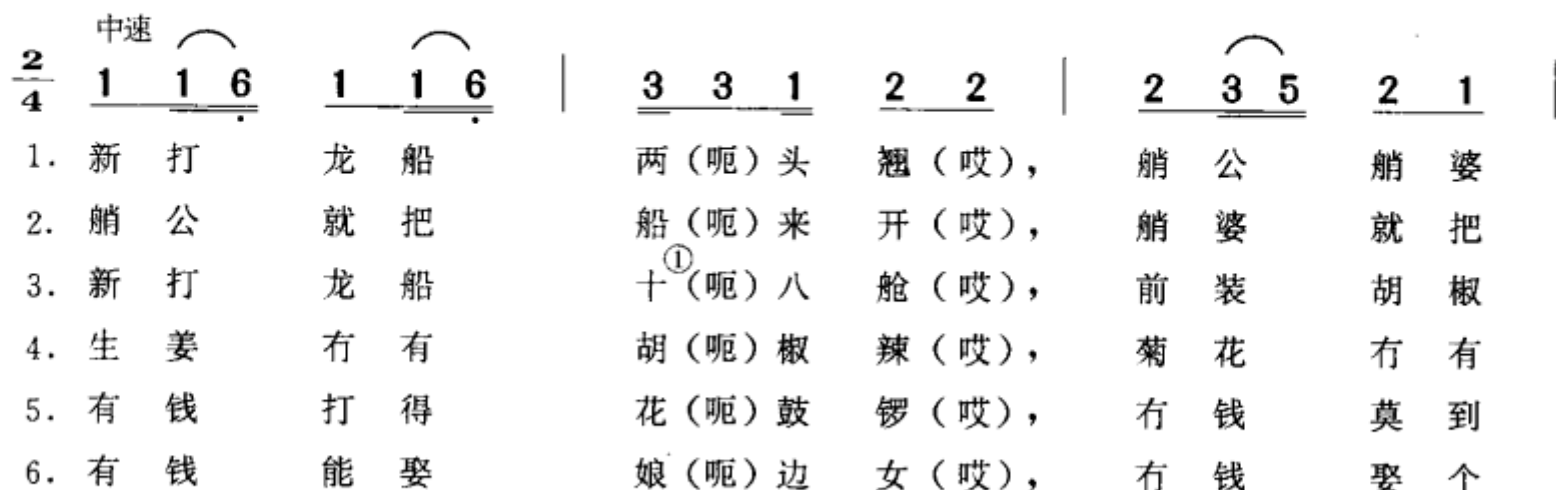 中速
2/4 1 1 6 1 1 6 | 3 3 1 2 2 | 2 3 5 2 1 |
1. 新 打 龙 船 两（呃）头 翘（哎）， 艄 公 艄 婆
2. 艄 公 就 把 船（呃）来 开（哎）， 艄 婆 就 把
3. 新 打 龙 船 十①（呃）八 舱（哎）， 前 装 胡 椒
4. 生 姜 冇 有 胡（呃）椒 辣（哎）， 菊 花 冇 有
5. 有 钱 打 得 花（呃）鼓 锣（哎）， 冇 钱 莫 到
6. 有 钱 能 娶 娘（呃）边 女（哎）， 冇 钱 娶 个